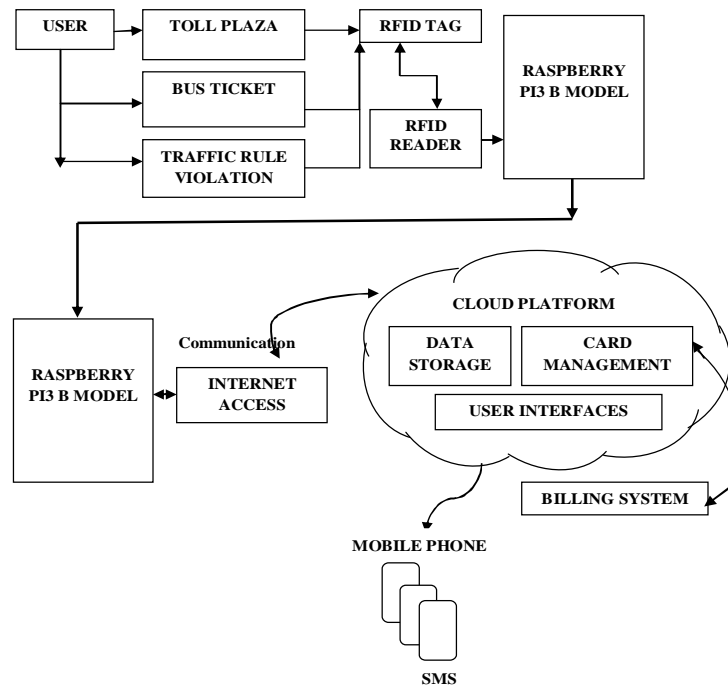 USER
TOLL PLAZA
RFID TAG
BUS TICKET
RFID
READER
TRAFFIC RULE
VIOLATION
RASPBERRY
PI3 B MODEL
CLOUD PLATFORM
Communication
DATA
STORAGE
CARD
MANAGEMENT
RASPBERRY
PI3 B MODEL
INTERNET
ACCESS
USER INTERFACES
BILLING SYSTEM
MOBILE PHONE
SMS